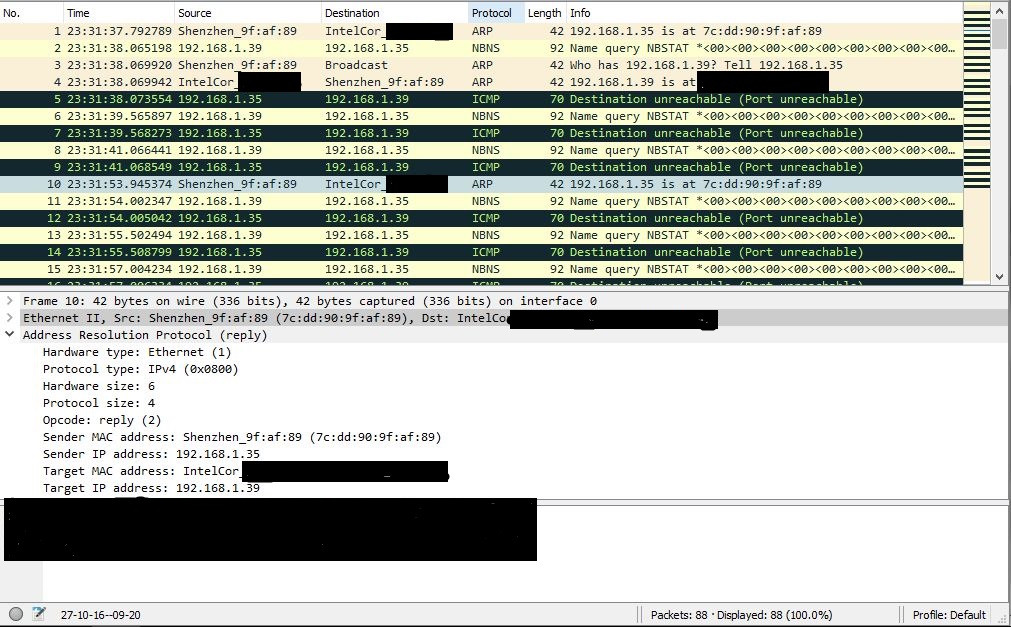 No. Time Source Destination Protocol Length Info
1 23:31:37.792789 Shenzhen_9f:af:89 IntelCor_ ARP 42 192.168.1.35 is at 7c:dd:90:9f:af:89
2 23:31:38.065198 192.168.1.39 192.168.1.35 NBNS 92 Name query NBSTAT *<00><00><00><00><00><00><00><00><00><00…
3 23:31:38.069920 Shenzhen_9f:af:89 Broadcast ARP 42 Who has 192.168.1.39? Tell 192.168.1.35
4 23:31:38.069942 IntelCor_ Shenzhen_9f:af:89 ARP 42 192.168.1.39 is at
5 23:31:38.073554 192.168.1.35 192.168.1.39 ICMP 70 Destination unreachable (Port unreachable)
6 23:31:39.565897 192.168.1.39 192.168.1.35 NBNS 92 Name query NBSTAT *<00><00><00><00><00><00><00><00><00><00…
7 23:31:39.568273 192.168.1.35 192.168.1.39 ICMP 70 Destination unreachable (Port unreachable)
8 23:31:41.066441 192.168.1.39 192.168.1.35 NBNS 92 Name query NBSTAT *<00><00><00><00><00><00><00><00><00><00…
9 23:31:41.068549 192.168.1.35 192.168.1.39 ICMP 70 Destination unreachable (Port unreachable)
10 23:31:53.945374 Shenzhen_9f:af:89 IntelCor_ ARP 42 192.168.1.35 is at 7c:dd:90:9f:af:89
11 23:31:54.002347 192.168.1.39 192.168.1.35 NBNS 92 Name query NBSTAT *<00><00><00><00><00><00><00><00><00><00…
12 23:31:54.005042 192.168.1.35 192.168.1.39 ICMP 70 Destination unreachable (Port unreachable)
13 23:31:55.502494 192.168.1.39 192.168.1.35 NBNS 92 Name query NBSTAT *<00><00><00><00><00><00><00><00><00><00…
14 23:31:55.508799 192.168.1.35 192.168.1.39 ICMP 70 Destination unreachable (Port unreachable)
15 23:31:57.004234 192.168.1.39 192.168.1.35 NBNS 92 Name query NBSTAT *<00><00><00><00><00><00><00><00><00><00…
Frame 10: 42 bytes on wire (336 bits), 42 bytes captured (336 bits) on interface 0
Ethernet II, Src: Shenzhen_9f:af:89 (7c:dd:90:9f:af:89), Dst: IntelCo
Address Resolution Protocol (reply)
Hardware type: Ethernet (1)
Protocol type: IPv4 (0x0800)
Hardware size: 6
Protocol size: 4
Opcode: reply (2)
Sender MAC address: Shenzhen_9f:af:89 (7c:dd:90:9f:af:89)
Sender IP address: 192.168.1.35
Target MAC address: IntelCor_
Target IP address: 192.168.1.39
27-10-16--09-20 Packets: 88 · Displayed: 88 (100.0%) Profile: Default